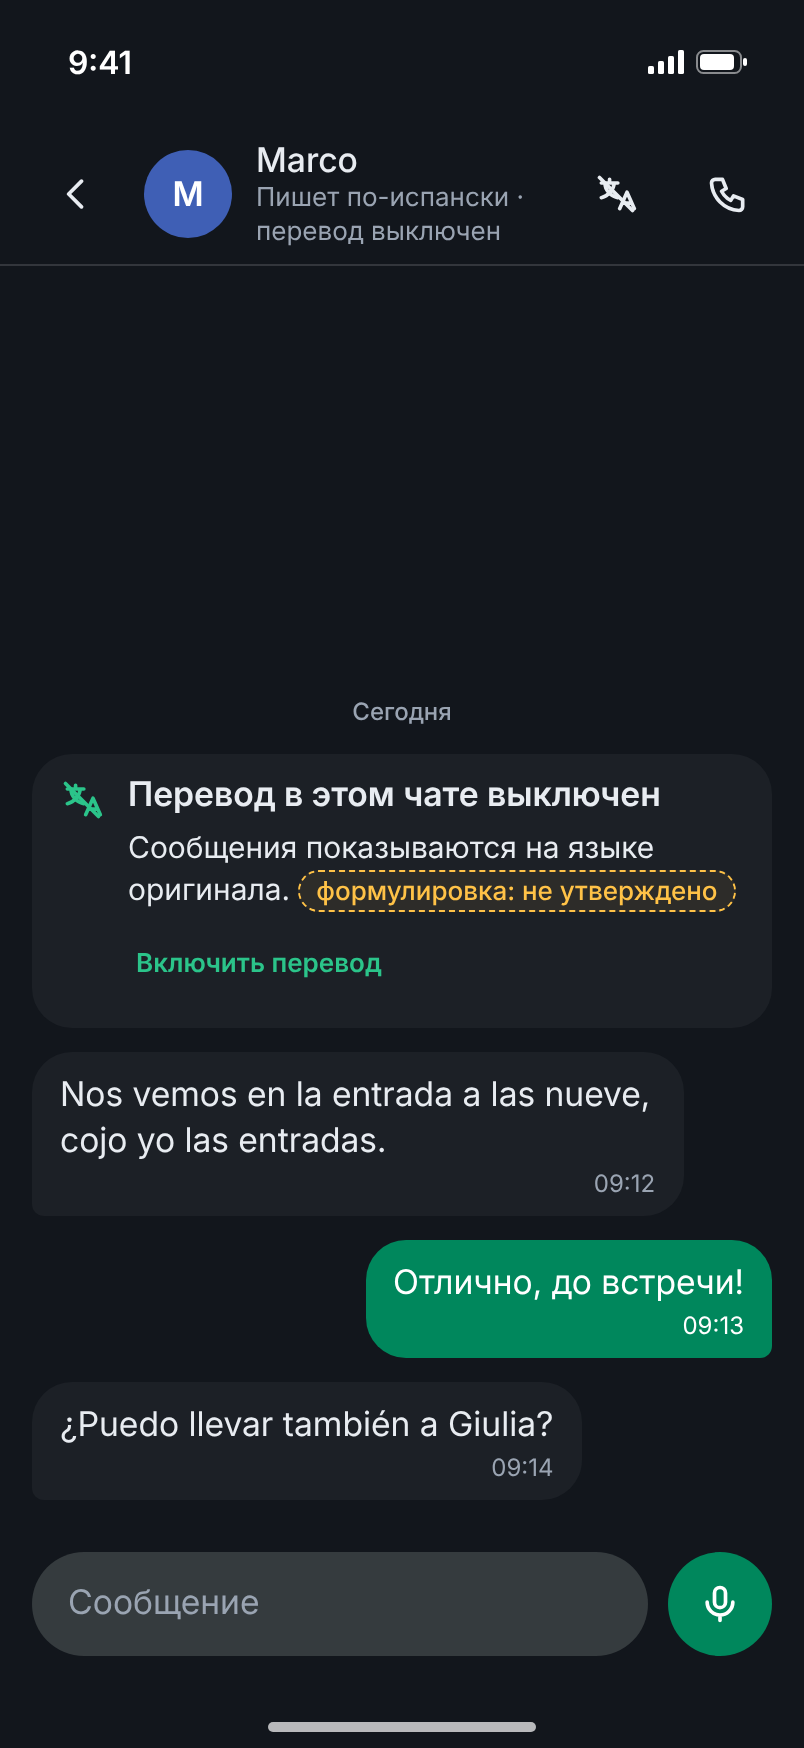 9:41
M
Marco
Пишет по-испански ·
перевод выключен
Сегодня
Перевод в этом чате выключен
Сообщения показываются на языке
оригинала. формулировка: не утверждено
Включить перевод
Nos vemos en la entrada a las nueve,
cojo yo las entradas.
09:12
Отлично, до встречи!
09:13
¿Puedo llevar también a Giulia?
09:14
Сообщение